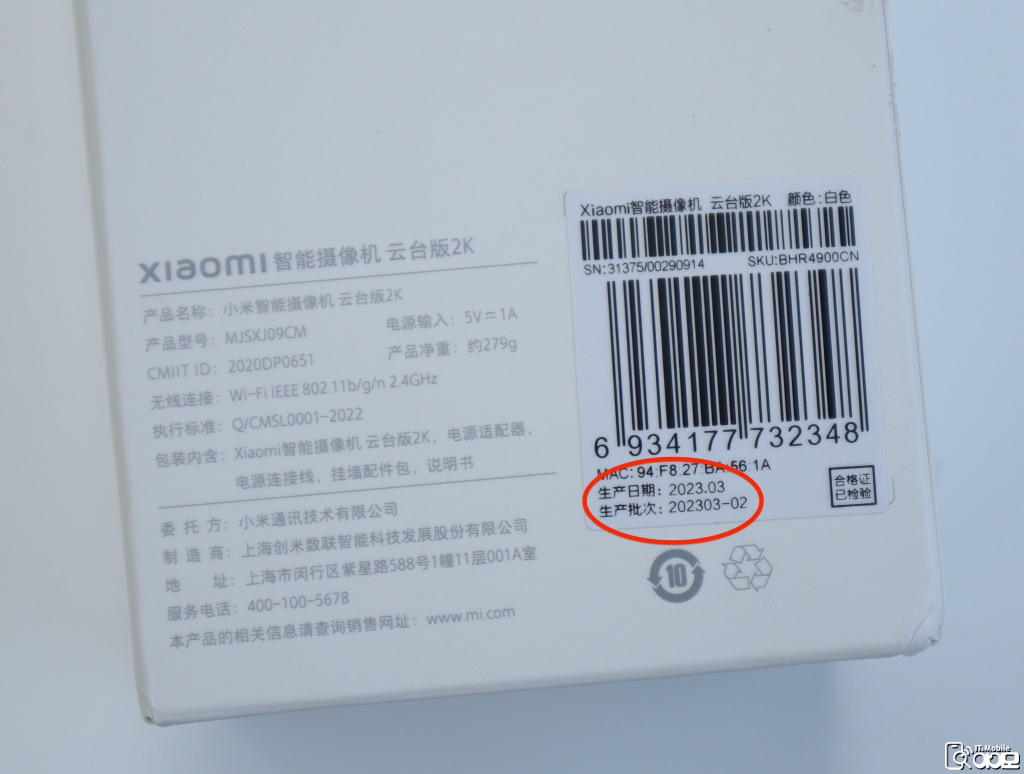 xiaomi 智能摄像机 云台版2K
产品名称: 小米智能摄像机 云台版2K
产品型号: MJSXJ09CM 电源输入: 5V⎓1A
CMIIT ID: 2020DP0651 产品净重: 约279g
无线连接: Wi-Fi IEEE 802.11b/g/n 2.4GHz
执行标准: Q/CMSL0001-2022
包装内含: Xiaomi智能摄像机 云台版2K，电源适配器，
电源连接线，挂墙配件包，说明书
委 托 方: 小米通讯技术有限公司
制 造 商: 上海创米数联智能科技发展股份有限公司
地 址: 上海市闵行区紫星路588号1幢11层001A室
服务电话: 400-100-5678
本产品的相关信息请查询销售网址: www.mi.com
Xiaomi智能摄像机 云台版2K 颜色:白色
SN:31375/00290914 SKU:BHR4900CN
6 934177 732348
MAC: 94:F8:27:BA:56:1A
生产日期: 2023.03
生产批次: 202303-02
合格证
已检验
10
iT Mobile